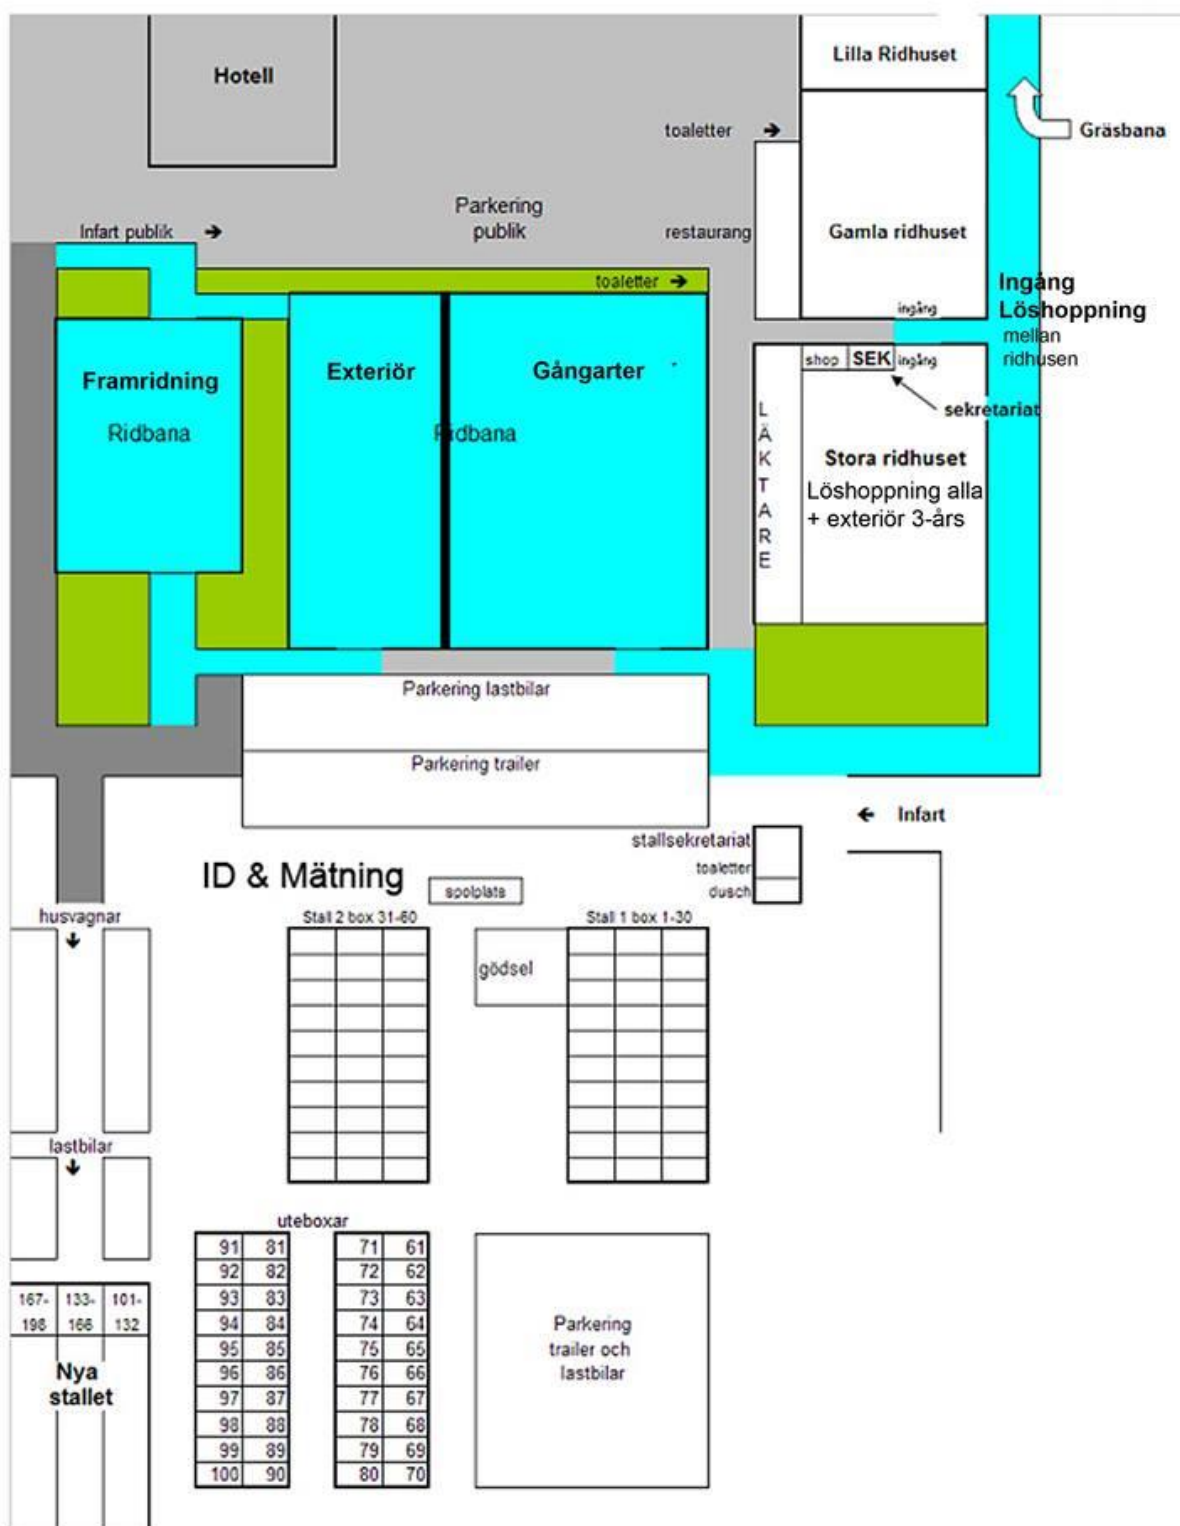 Lilla Ridhuset
Hotell
toaletter →
Gräsbana
Parkering
publik
Infart publik →
restaurang
Gamla ridhuset
toaletter →
Ingång
Löshoppning
mellan
ridhusen
ingång
shop SEK ingång
sekretariat
Framridning
Ridbana
Exteriör
Gångarter
Ridbana
LÄKTARE
Stora ridhuset
Löshoppning alla
+ exteriör 3-års
Parkering lastbilar
Parkering trailer
← Infart
stallsekretariat
toaletter
dusch
ID & Mätning
spolplats
husvagnar
Stall 2 box 31-60
Stall 1 box 1-30
gödsel
lastbilar
uteboxar
91 81 71 61
92 82 72 62
93 83 73 63
94 84 74 64
95 85 75 65
96 86 76 66
97 87 77 67
98 88 78 68
99 89 79 69
100 90 80 70
167- 133- 101-
198 166 132
Nya
stallet
Parkering
trailer och
lastbilar